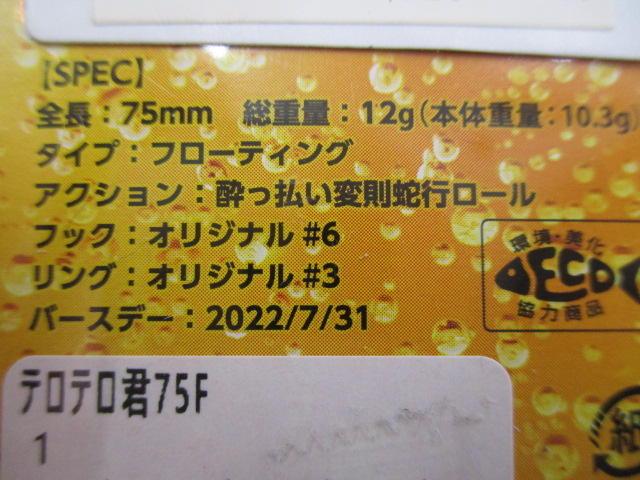 【SPEC】
全長：75mm　総重量：12g（本体重量：10.3g）
タイプ：フローティング
アクション：酔っ払い変則蛇行ロール
フック：オリジナル #6
リング：オリジナル #3
バースデー：2022/7/31
環境・美化
DECO
協力商品
テロテロ君75F
1
紙